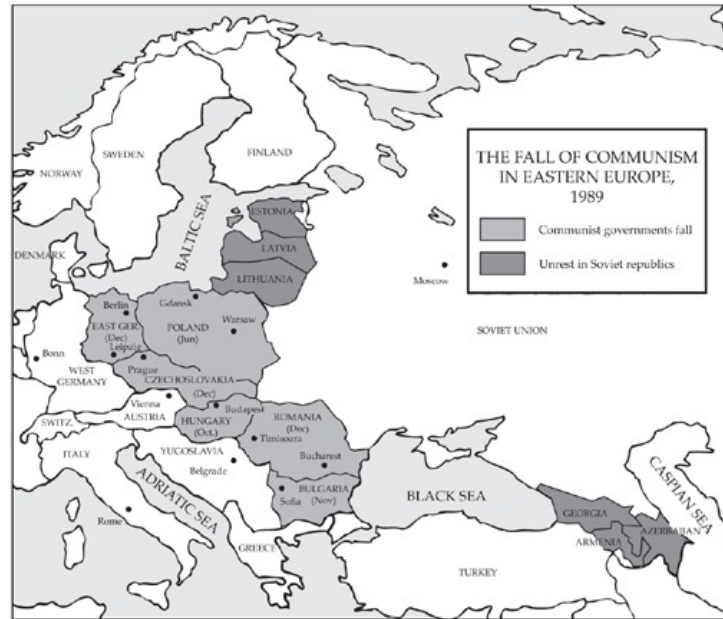 THE FALL OF COMMUNISM
IN EASTERN EUROPE,
1989
Communist governments fall
Unrest in Soviet republics
NORWAY
SWEDEN
FINLAND
ESTONIA
LATVIA
LITHUANIA
BALTIC SEA
DENMARK
Moscow
SOVIET UNION
Berlin
EAST GER.
(Dec)
Leipzig
Gdansk
POLAND
(Jun)
Warsaw
Bonn
WEST
GERMANY
Prague
CZECHOSLOVAKIA
(Dec)
Vienna
AUSTRIA
SWITZ.
Budapest
HUNGARY
(Oct.)
ROMANIA
(Dec)
Timisoara
Bucharest
ITALY
YUGOSLAVIA
Belgrade
ADRIATIC SEA
Rome
Sofia
BULGARIA
(Nov)
GREECE
BLACK SEA
TURKEY
GEORGIA
ARMENIA
AZERBAIJAN
CASPIAN SEA